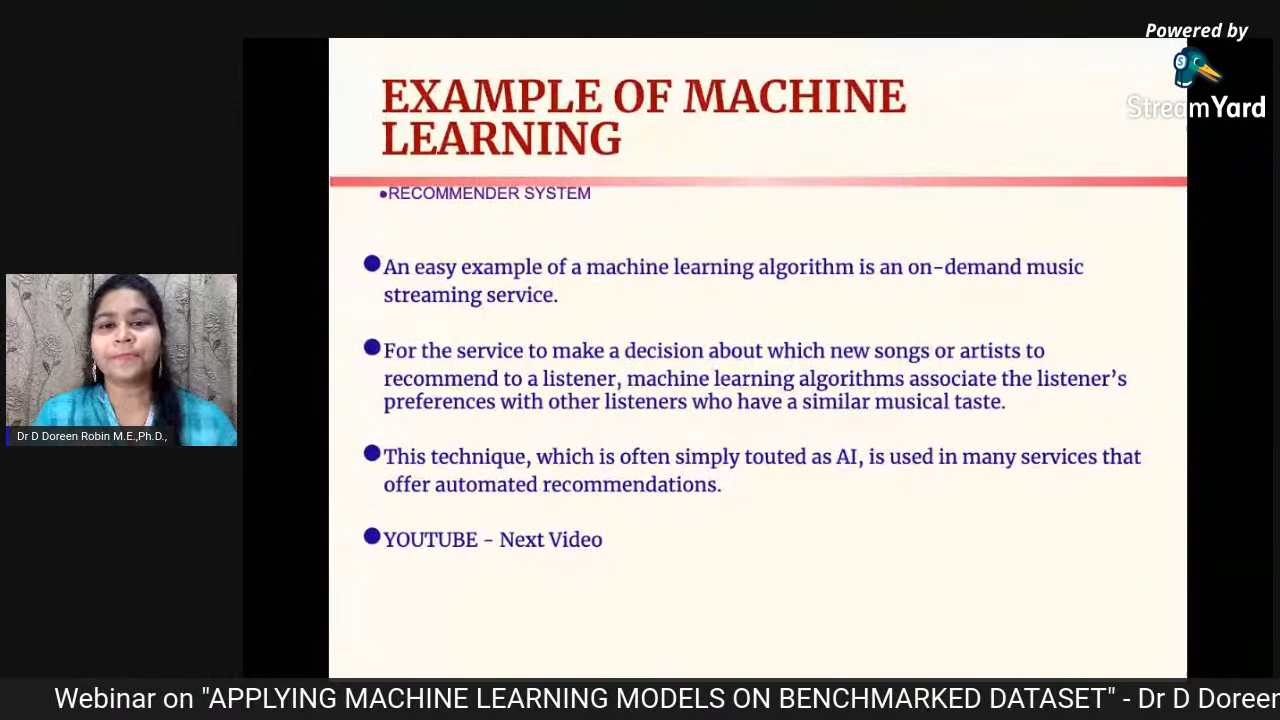 Powered by
StreamYard
EXAMPLE OF MACHINE
LEARNING
•RECOMMENDER SYSTEM
●An easy example of a machine learning algorithm is an on-demand music
streaming service.
●For the service to make a decision about which new songs or artists to
recommend to a listener, machine learning algorithms associate the listener’s
preferences with other listeners who have a similar musical taste.
●This technique, which is often simply touted as AI, is used in many services that
offer automated recommendations.
●YOUTUBE - Next Video
Dr D Doreen Robin M.E.,Ph.D.,
Webinar on "APPLYING MACHINE LEARNING MODELS ON BENCHMARKED DATASET" - Dr D Doreen